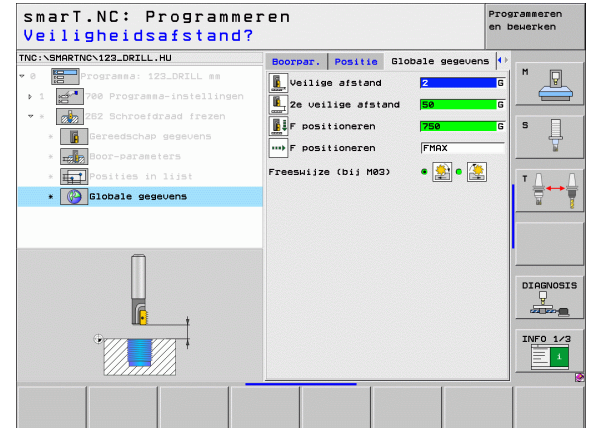 smarT.NC: Programmeren
Veiligheidsafstand?
Programmeren
en bewerken
TNC:\SMARTNC\123_DRILL.HU
0 Programma: 123_DRILL mm
1 700 Programma-instellingen
* 262 Schroefdraad frezen
* Gereedschap gegevens
* Boor-parameters
* Posities in lijst
* Globale gegevens
Boorpar. Positie Globale gegevens
Veilige afstand 2 G
2e veilige afstand 50 G
F positioneren 750 G
F positioneren FMAX
Freeswijze (bij M03)
M
S
T
DIAGNOSIS
INFO 1/3